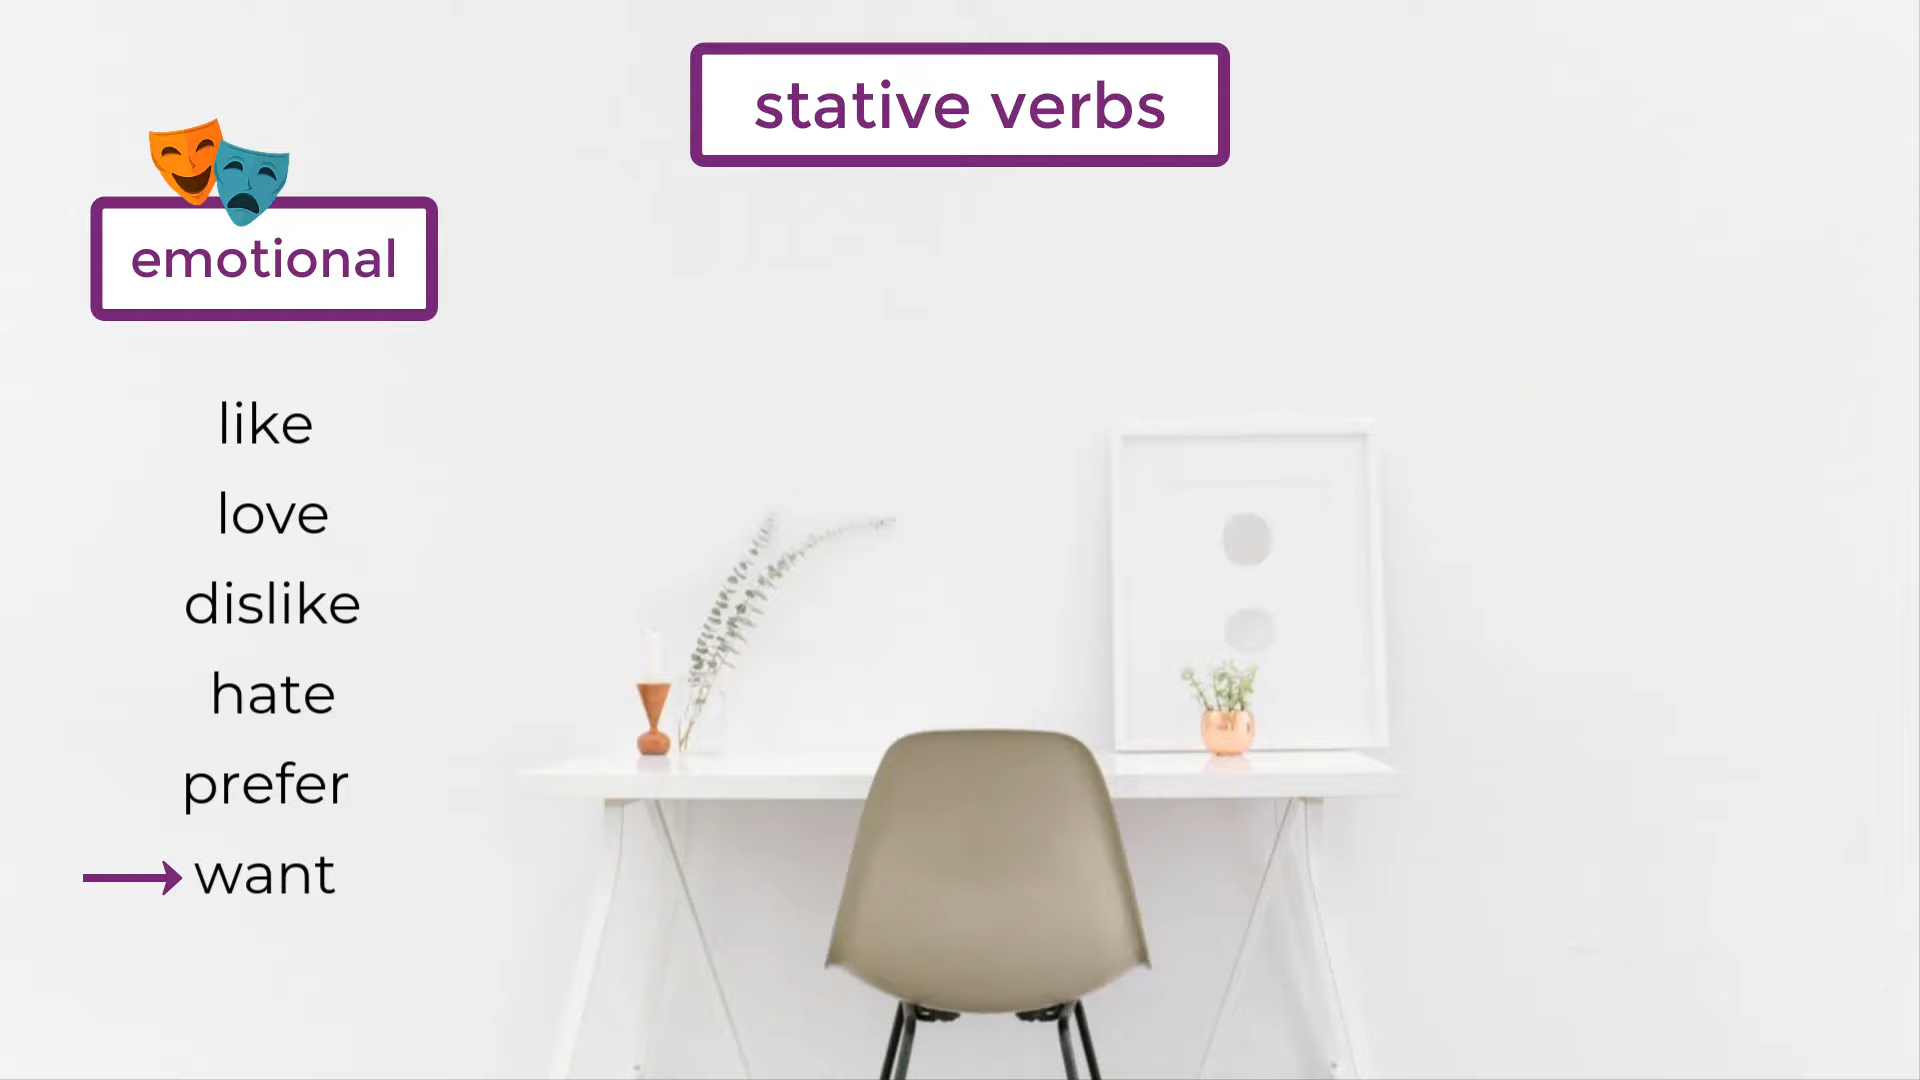 stative verbs
emotional
like
love
dislike
hate
prefer
want